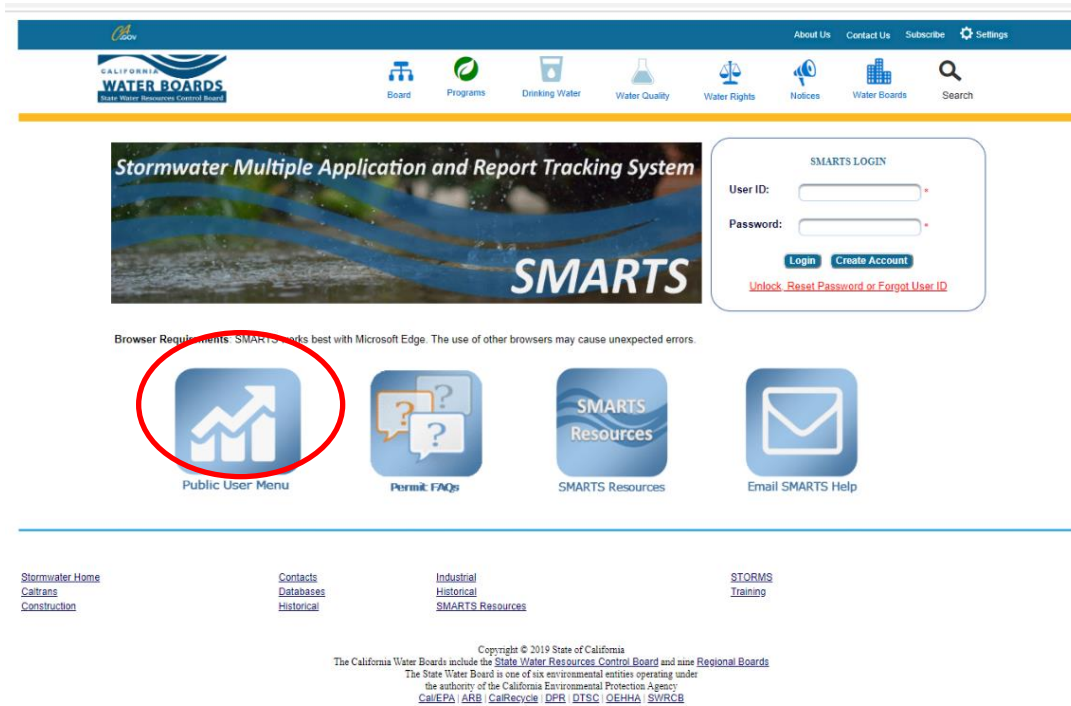 CA.GOV
About Us Contact Us Subscribe Settings
CALIFORNIA
WATER BOARDS
State Water Resources Control Board
Board Programs Drinking Water Water Quality Water Rights Notices Water Boards Search
Stormwater Multiple Application and Report Tracking System
SMARTS
SMARTS LOGIN
User ID: *
Password: *
Login Create Account
Unlock, Reset Password or Forgot User ID
Browser Requirements: SMARTS works best with Microsoft Edge. The use of other browsers may cause unexpected errors.
? ? ?
SMARTS
Resources
Public User Menu Permit FAQs SMARTS Resources Email SMARTS Help
Stormwater Home Contacts Industrial STORMS
Caltrans Databases Historical Training
Construction Historical SMARTS Resources
Copyright © 2019 State of California
The California Water Boards include the State Water Resources Control Board and nine Regional Boards
The State Water Board is one of six environmental entities operating under
the authority of the California Environmental Protection Agency
Cal/EPA | ARB | CalRecycle | DPR | DTSC | OEHHA | SWRCB